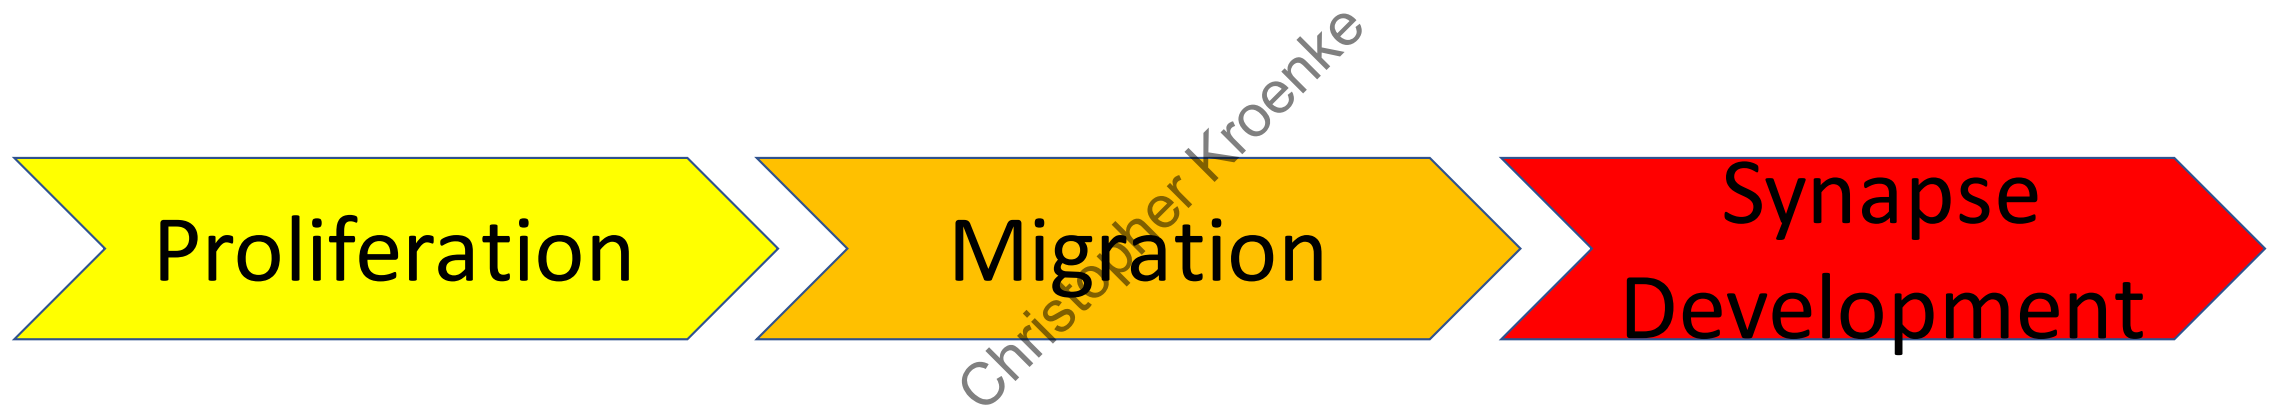 Proliferation
Migration
Synapse
Development
Christopher Kroenke